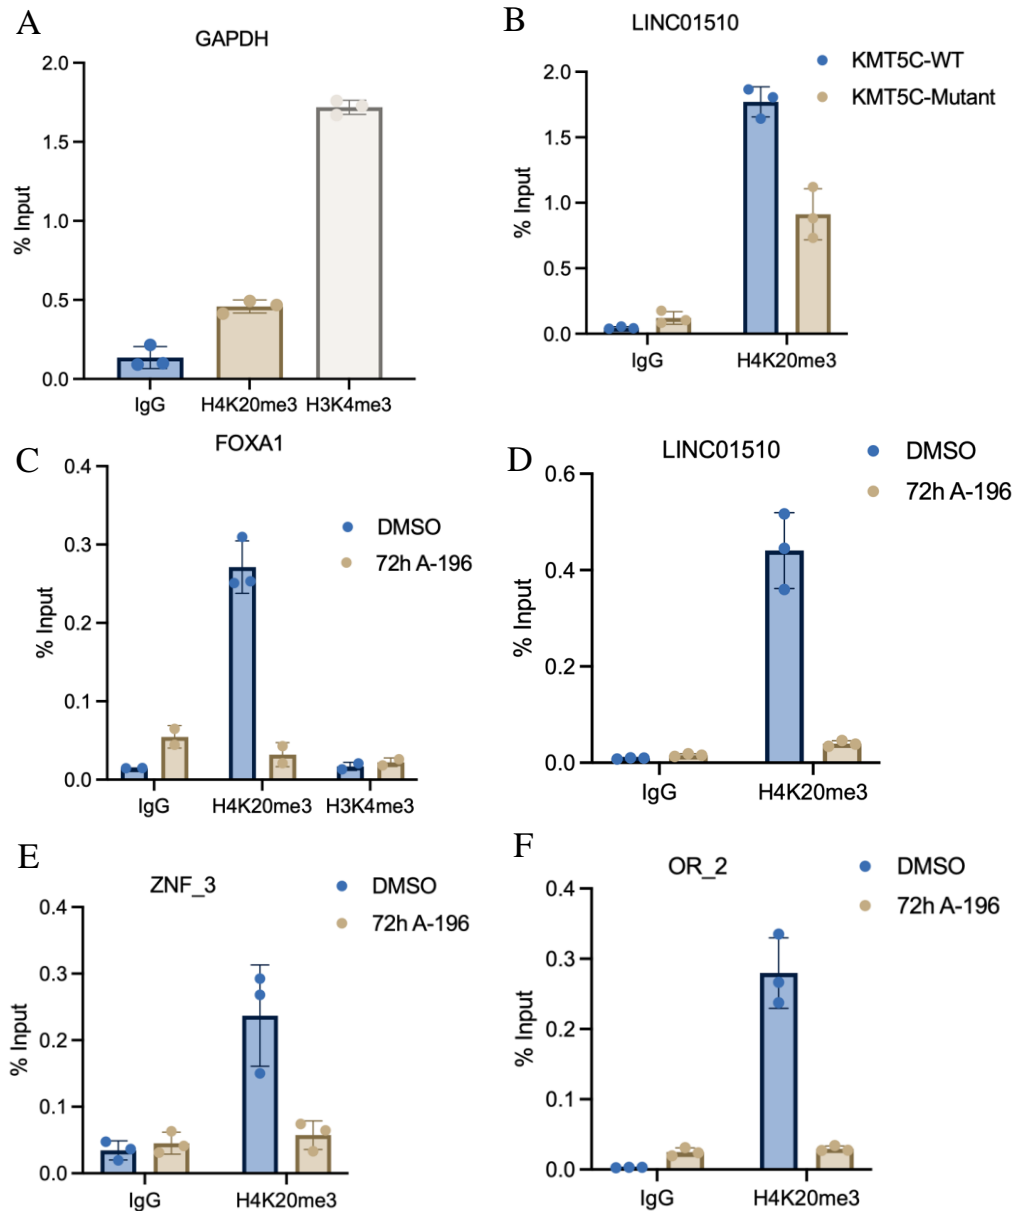 A
GAPDH
% Input
2.0
1.5
1.0
0.5
0.0
IgG
H4K20me3
H3K4me3
B
LINC01510
KMT5C-WT
KMT5C-Mutant
% Input
2.0
1.5
1.0
0.5
0.0
IgG
H4K20me3
C
FOXA1
DMSO
72h A-196
% Input
0.4
0.3
0.2
0.1
0.0
IgG
H4K20me3
H3K4me3
D
LINC01510
DMSO
72h A-196
% Input
0.6
0.4
0.2
0.0
IgG
H4K20me3
E
ZNF_3
DMSO
72h A-196
% Input
0.4
0.3
0.2
0.1
0.0
IgG
H4K20me3
F
OR_2
DMSO
72h A-196
% Input
0.4
0.3
0.2
0.1
0.0
IgG
H4K20me3